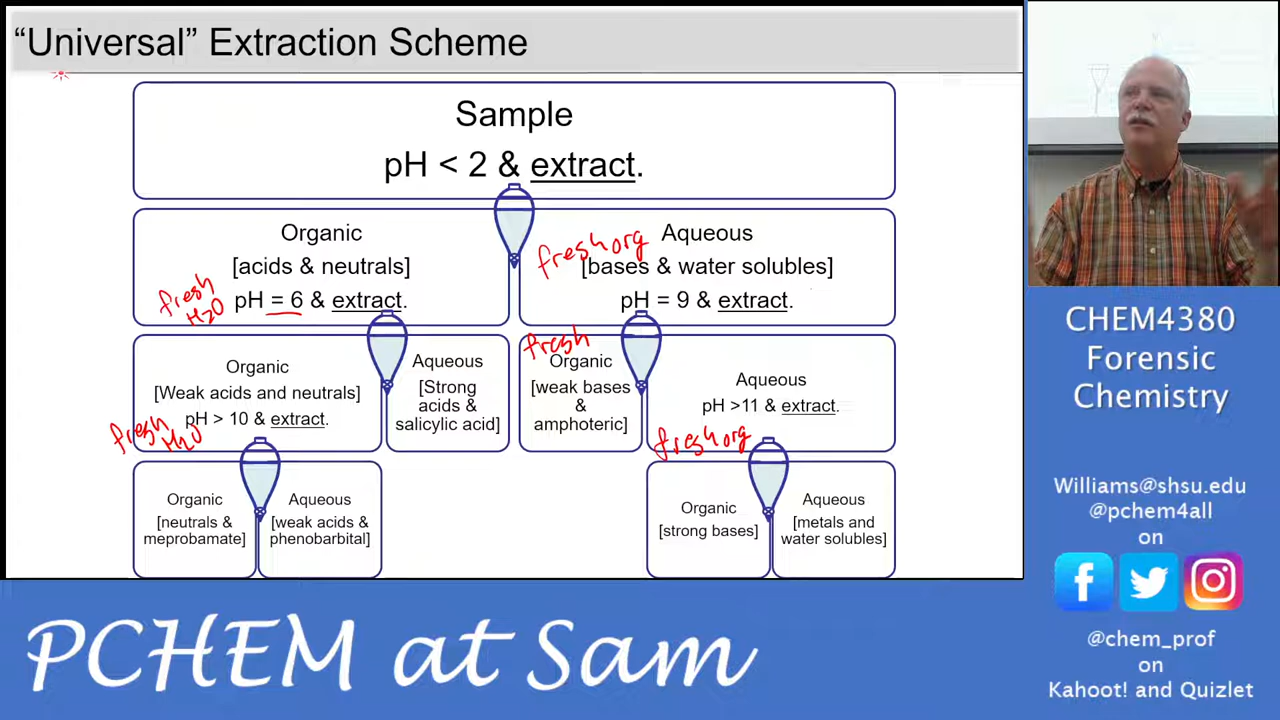 “Universal” Extraction Scheme
Sample
pH < 2 & extract.
Organic
[acids & neutrals]
fresh
H2O
pH = 6 & extract.
fresh org
Aqueous
[bases & water solubles]
pH = 9 & extract.
Organic
[Weak acids and neutrals]
pH > 10 & extract.
fresh
H2O
Aqueous
[Strong
acids &
salicylic acid]
fresh
Organic
[weak bases
&
amphoteric]
Aqueous
pH >11 & extract.
fresh org
Organic
[neutrals &
meprobamate]
Aqueous
[weak acids &
phenobarbital]
Organic
[strong bases]
Aqueous
[metals and
water solubles]
CHEM4380
Forensic
Chemistry
Williams@shsu.edu
@pchem4all
on
@chem_prof
on
Kahoot! and Quizlet
PCHEM at Sam